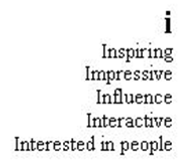 i
Inspiring
Impressive
Influence
Interactive
Interested in people